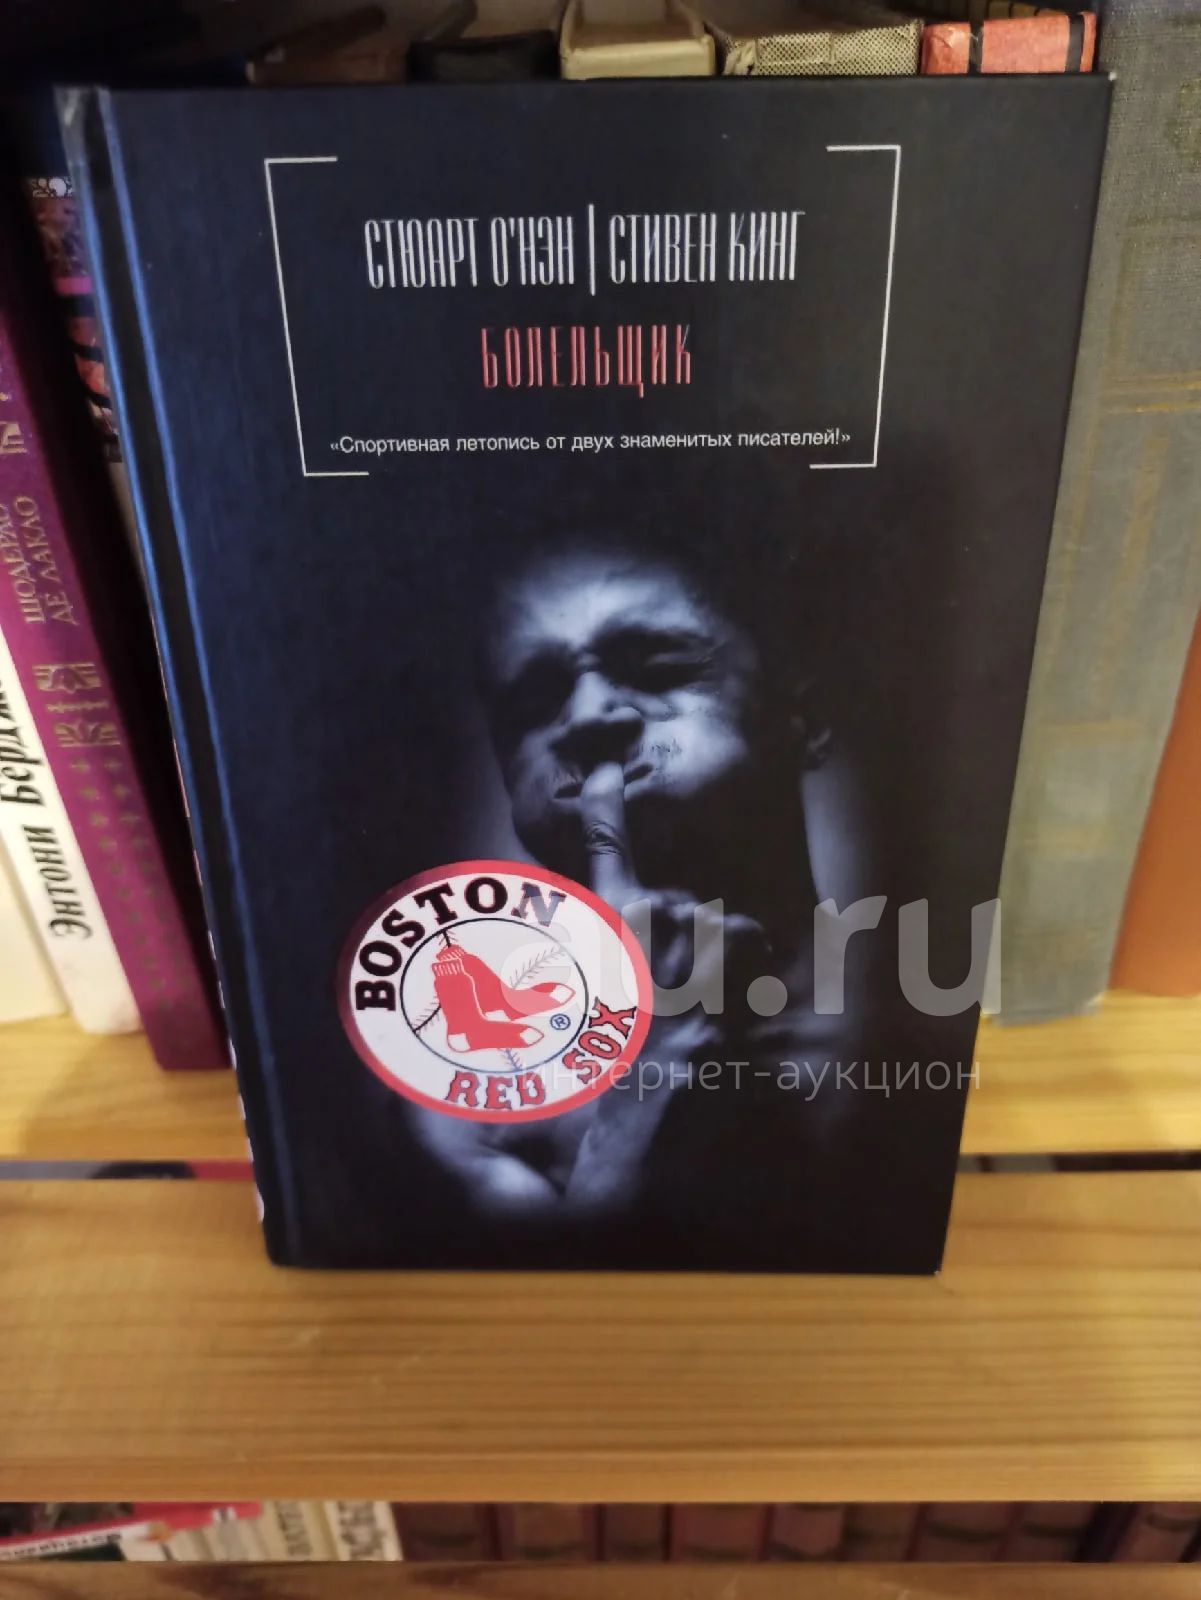 СТЮАРТ О'НЭН | СТИВЕН КИНГ
БОЛЕЛЬЩИК
«Спортивная летопись от двух знаменитых писателей!»
BOSTON
RED SOX
®
au.ru
интернет-аукцион
ШОДЕРЛО
ДЕ ЛАКЛО
ЭНТОНИ